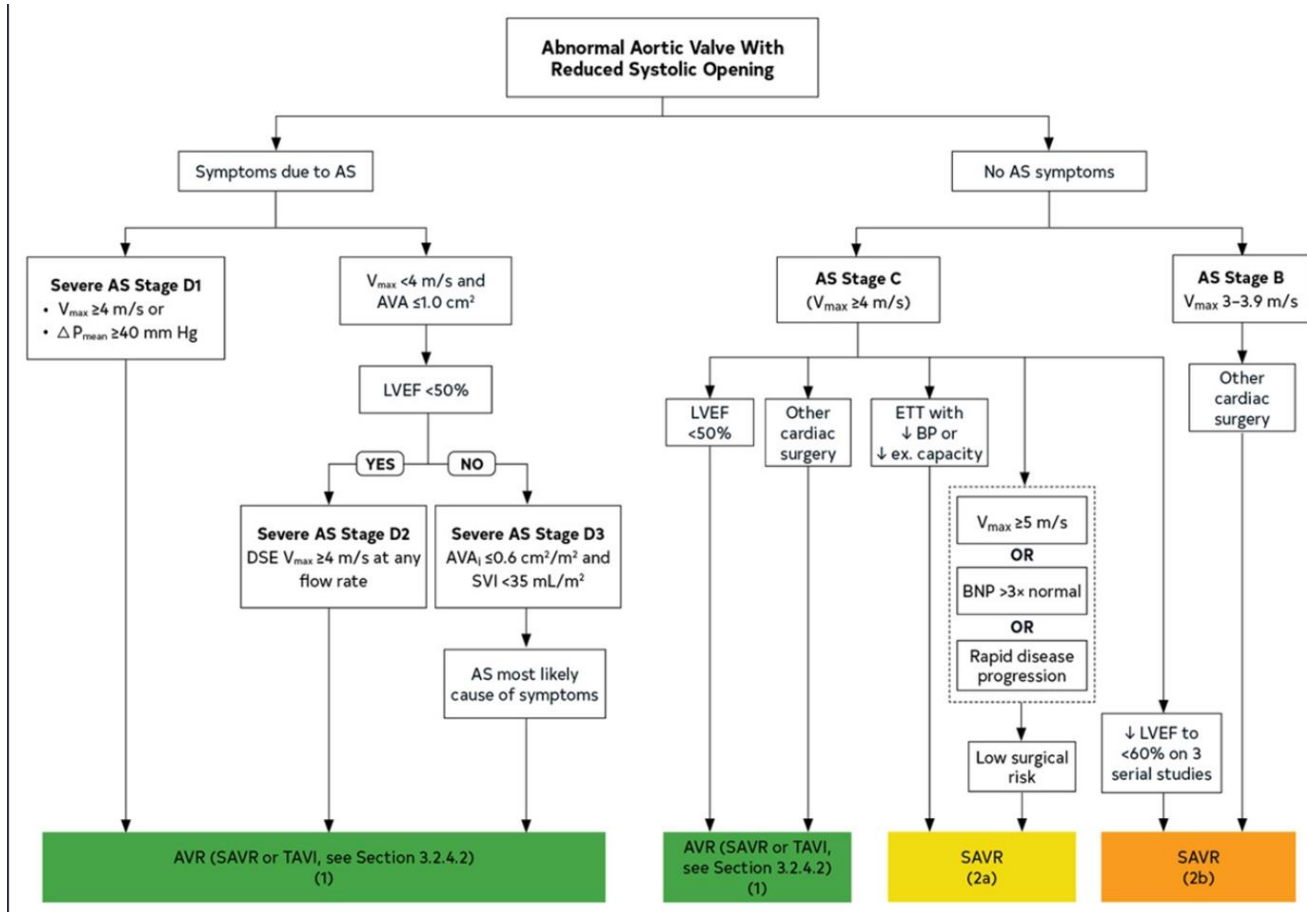 Abnormal Aortic Valve With
Reduced Systolic Opening
Symptoms due to AS
No AS symptoms
Severe AS Stage D1
• Vmax ≥4 m/s or
• △Pmean ≥40 mm Hg
Vmax <4 m/s and
AVA ≤1.0 cm²
AS Stage C
(Vmax ≥4 m/s)
AS Stage B
Vmax 3–3.9 m/s
LVEF <50%
YES
NO
Severe AS Stage D2
DSE Vmax ≥4 m/s at any
flow rate
Severe AS Stage D3
AVAi ≤0.6 cm²/m² and
SVI <35 mL/m²
AS most likely
cause of symptoms
LVEF
<50%
Other
cardiac
surgery
ETT with
↓ BP or
↓ ex. capacity
Vmax ≥5 m/s
OR
BNP >3× normal
OR
Rapid disease
progression
Low surgical
risk
↓ LVEF to
<60% on 3
serial studies
Other
cardiac
surgery
AVR (SAVR or TAVI, see Section 3.2.4.2)
(1)
AVR (SAVR or TAVI,
see Section 3.2.4.2)
(1)
SAVR
(2a)
SAVR
(2b)